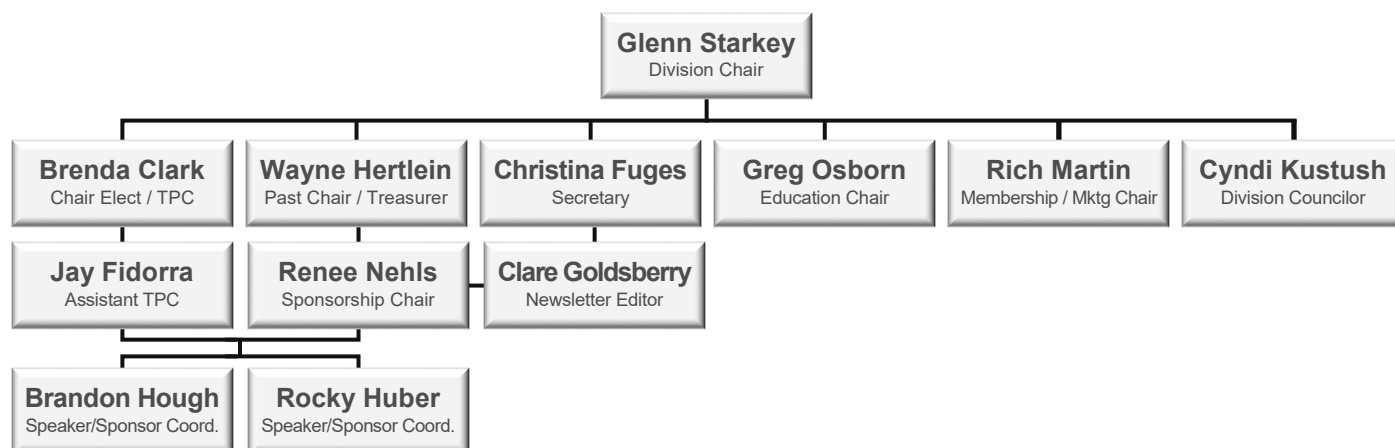 Glenn Starkey
Division Chair
Brenda Clark
Chair Elect / TPC
Wayne Hertlein
Past Chair / Treasurer
Christina Fuges
Secretary
Greg Osborn
Education Chair
Rich Martin
Membership / Mktg Chair
Cyndi Kustush
Division Councilor
Jay Fidorra
Assistant TPC
Renee Nehls
Sponsorship Chair
Clare Goldsberry
Newsletter Editor
Brandon Hough
Speaker/Sponsor Coord.
Rocky Huber
Speaker/Sponsor Coord.